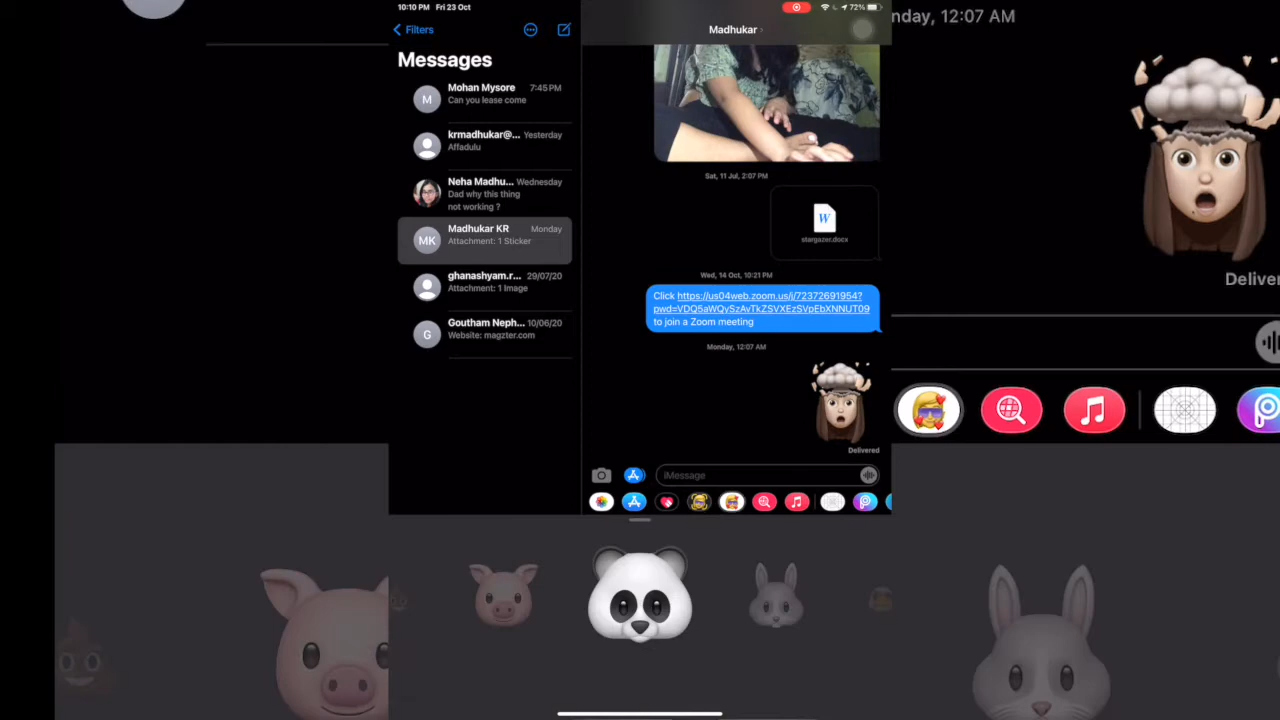 10:10 PM Fri 23 Oct
72%
Filters
Messages
Mohan Mysore 7:45 PM
Can you lease come
krmadhukar@... Yesterday
Affadulu
Neha Madhu... Wednesday
Dad why this thing
not working ?
Madhukar KR Monday
Attachment: 1 Sticker
ghanashyam.r... 29/07/20
Attachment: 1 Image
Goutham Neph... 10/06/20
Website: magzter.com
M
MK
G
Madhukar
Sat, 11 Jul, 2:07 PM
W
stargazer.docx
Wed, 14 Oct, 10:21 PM
Click https://us04web.zoom.us/j/72372691954?
pwd=VDQ5aWQySzAvTkZSVXEzSVpEbXNNUT09
to join a Zoom meeting
Monday, 12:07 AM
Delivered
iMessage
nday, 12:07 AM
Deliver